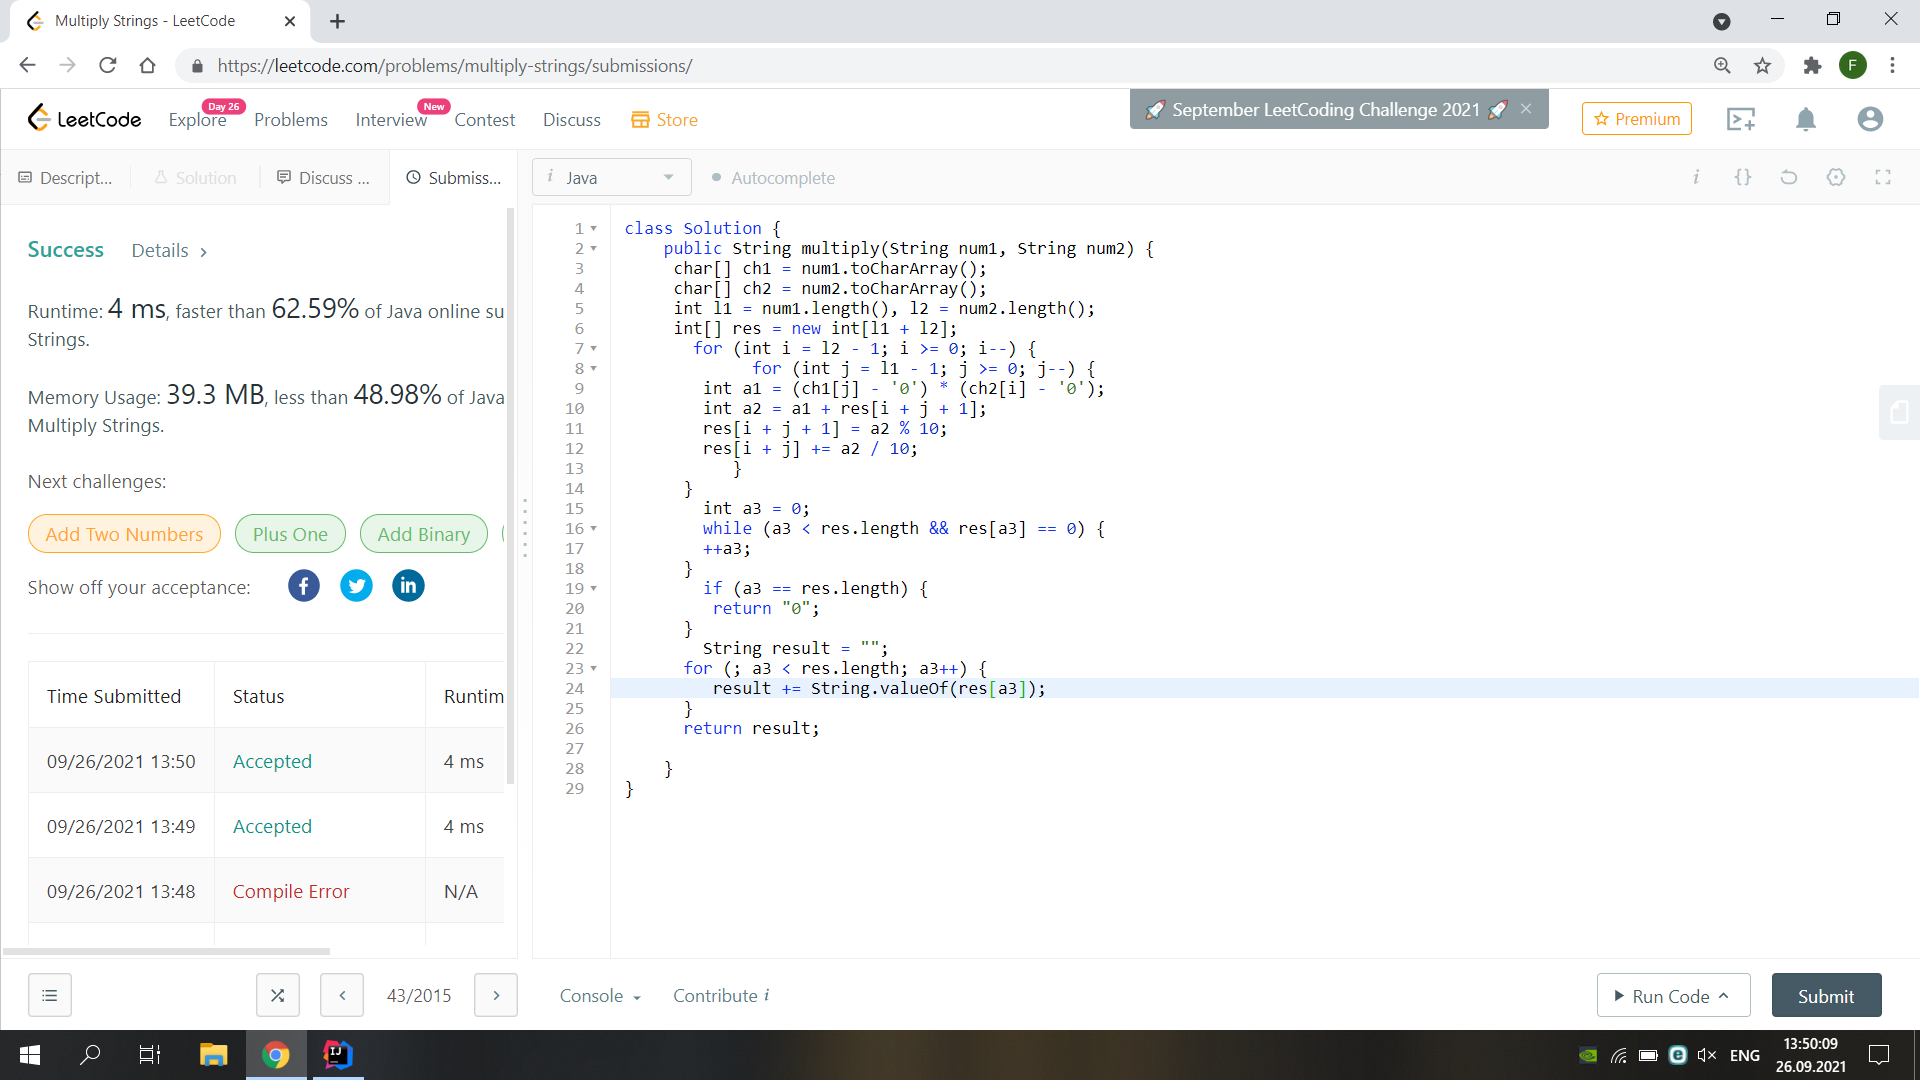 Multiply Strings - LeetCode
https://leetcode.com/problems/multiply-strings/submissions/
F
LeetCode
Explore
Day 26
Problems
Interview
New
Contest
Discuss
Store
🚀 September LeetCoding Challenge 2021 🚀
Premium
Descript...
Solution
Discuss ...
Submiss...
i Java
Autocomplete
Success
Details >
Runtime: 4 ms, faster than 62.59% of Java online su
Strings.
Memory Usage: 39.3 MB, less than 48.98% of Java
Multiply Strings.
Next challenges:
Add Two Numbers
Plus One
Add Binary
Show off your acceptance:
Time Submitted Status Runtim
09/26/2021 13:50 Accepted 4 ms
09/26/2021 13:49 Accepted 4 ms
09/26/2021 13:48 Compile Error N/A
1 class Solution {
2 public String multiply(String num1, String num2) {
3 char[] ch1 = num1.toCharArray();
4 char[] ch2 = num2.toCharArray();
5 int l1 = num1.length(), l2 = num2.length();
6 int[] res = new int[l1 + l2];
7 for (int i = l2 - 1; i >= 0; i--) {
8 for (int j = l1 - 1; j >= 0; j--) {
9 int a1 = (ch1[j] - '0') * (ch2[i] - '0');
10 int a2 = a1 + res[i + j + 1];
11 res[i + j + 1] = a2 % 10;
12 res[i + j] += a2 / 10;
13 }
14 }
15 int a3 = 0;
16 while (a3 < res.length && res[a3] == 0) {
17 ++a3;
18 }
19 if (a3 == res.length) {
20 return "0";
21 }
22 String result = "";
23 for (; a3 < res.length; a3++) {
24 result += String.valueOf(res[a3]);
25 }
26 return result;
27
28 }
29 }
43/2015
Console
Contribute i
Run Code
Submit
ENG
13:50:09
26.09.2021